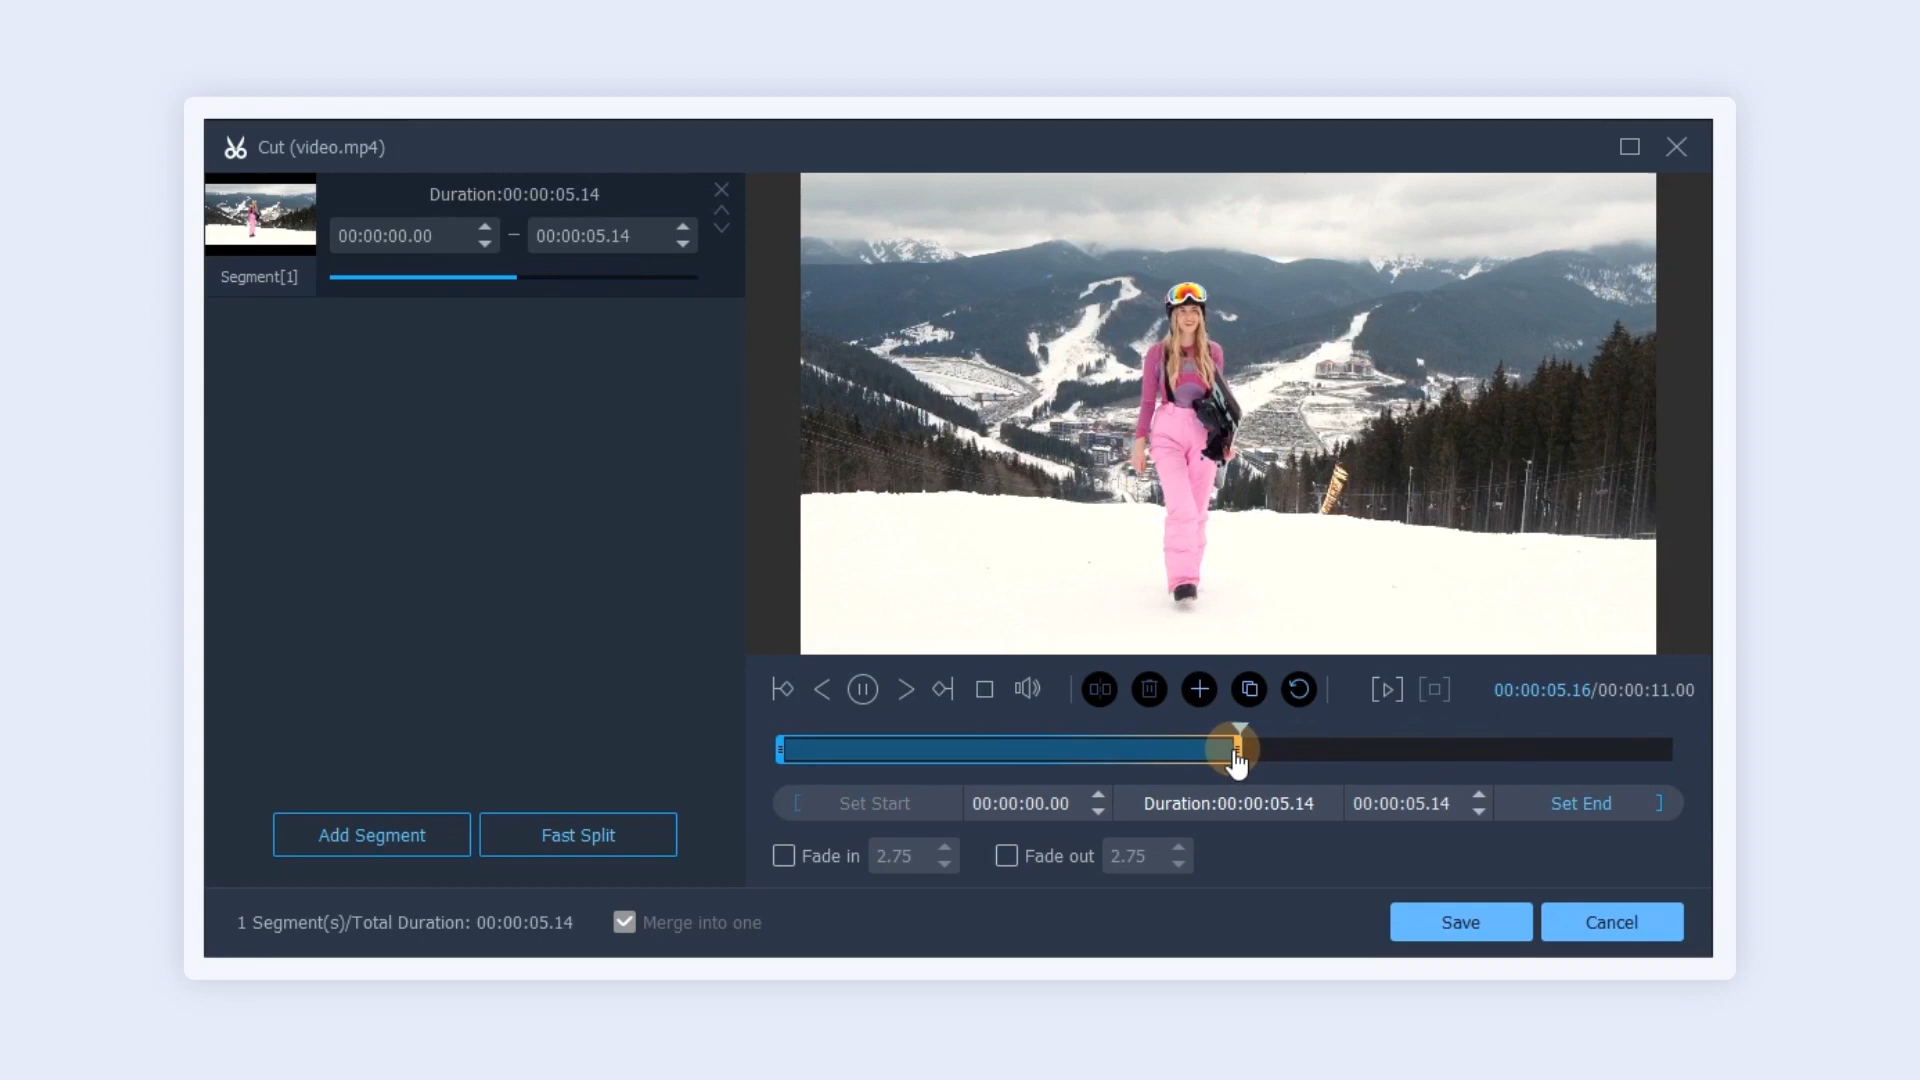 Cut (video.mp4)
Duration:00:00:05.14
00:00:00.00 – 00:00:05.14
Segment[1]
Add Segment
Fast Split
00:00:05.16/00:00:11.00
[ Set Start 00:00:00.00 Duration:00:00:05.14 00:00:05.14 Set End ]
Fade in 2.75 Fade out 2.75
1 Segment(s)/Total Duration: 00:00:05.14 Merge into one
Save Cancel